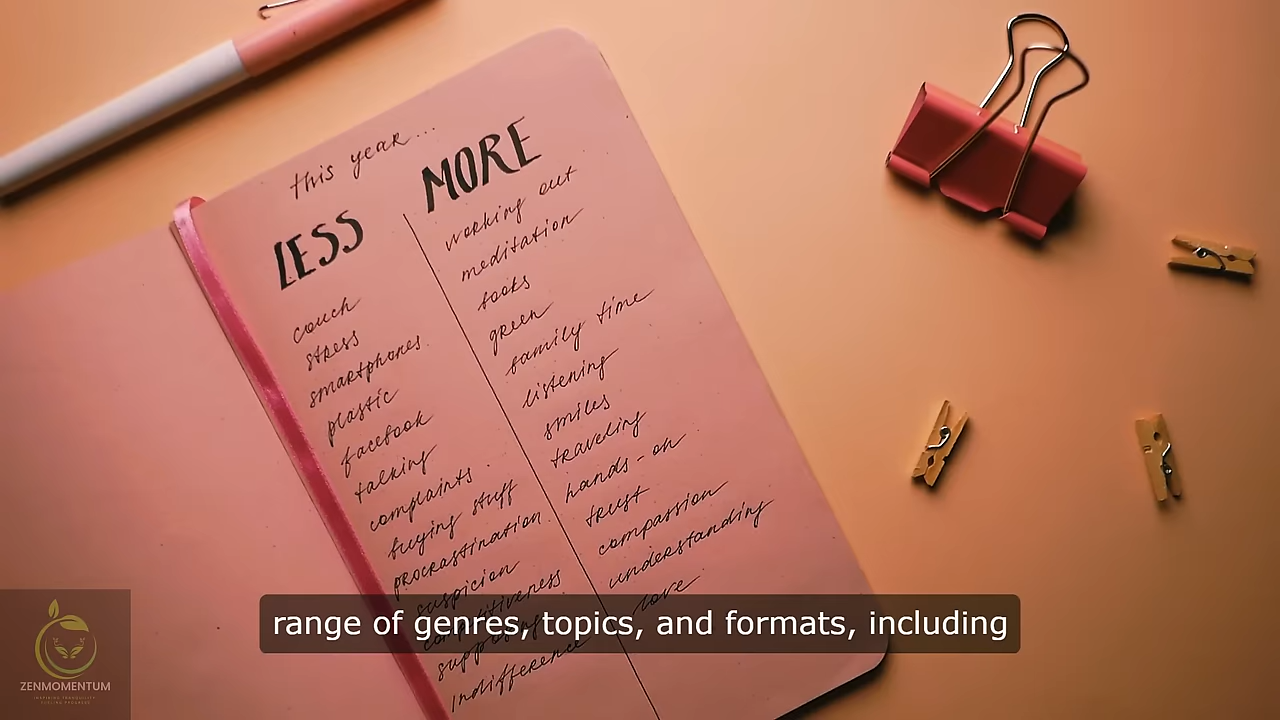 this year...
LESS
couch
stress
smartphones
plastic
facebook
talking
complaints
buying stuff
procrastination
suspicion
competitiveness
indifference
MORE
working out
meditation
books
green
family time
listening
smiles
traveling
hands-on
trust
compassion
understanding
love
range of genres, topics, and formats, including
ZENMOMENTUM